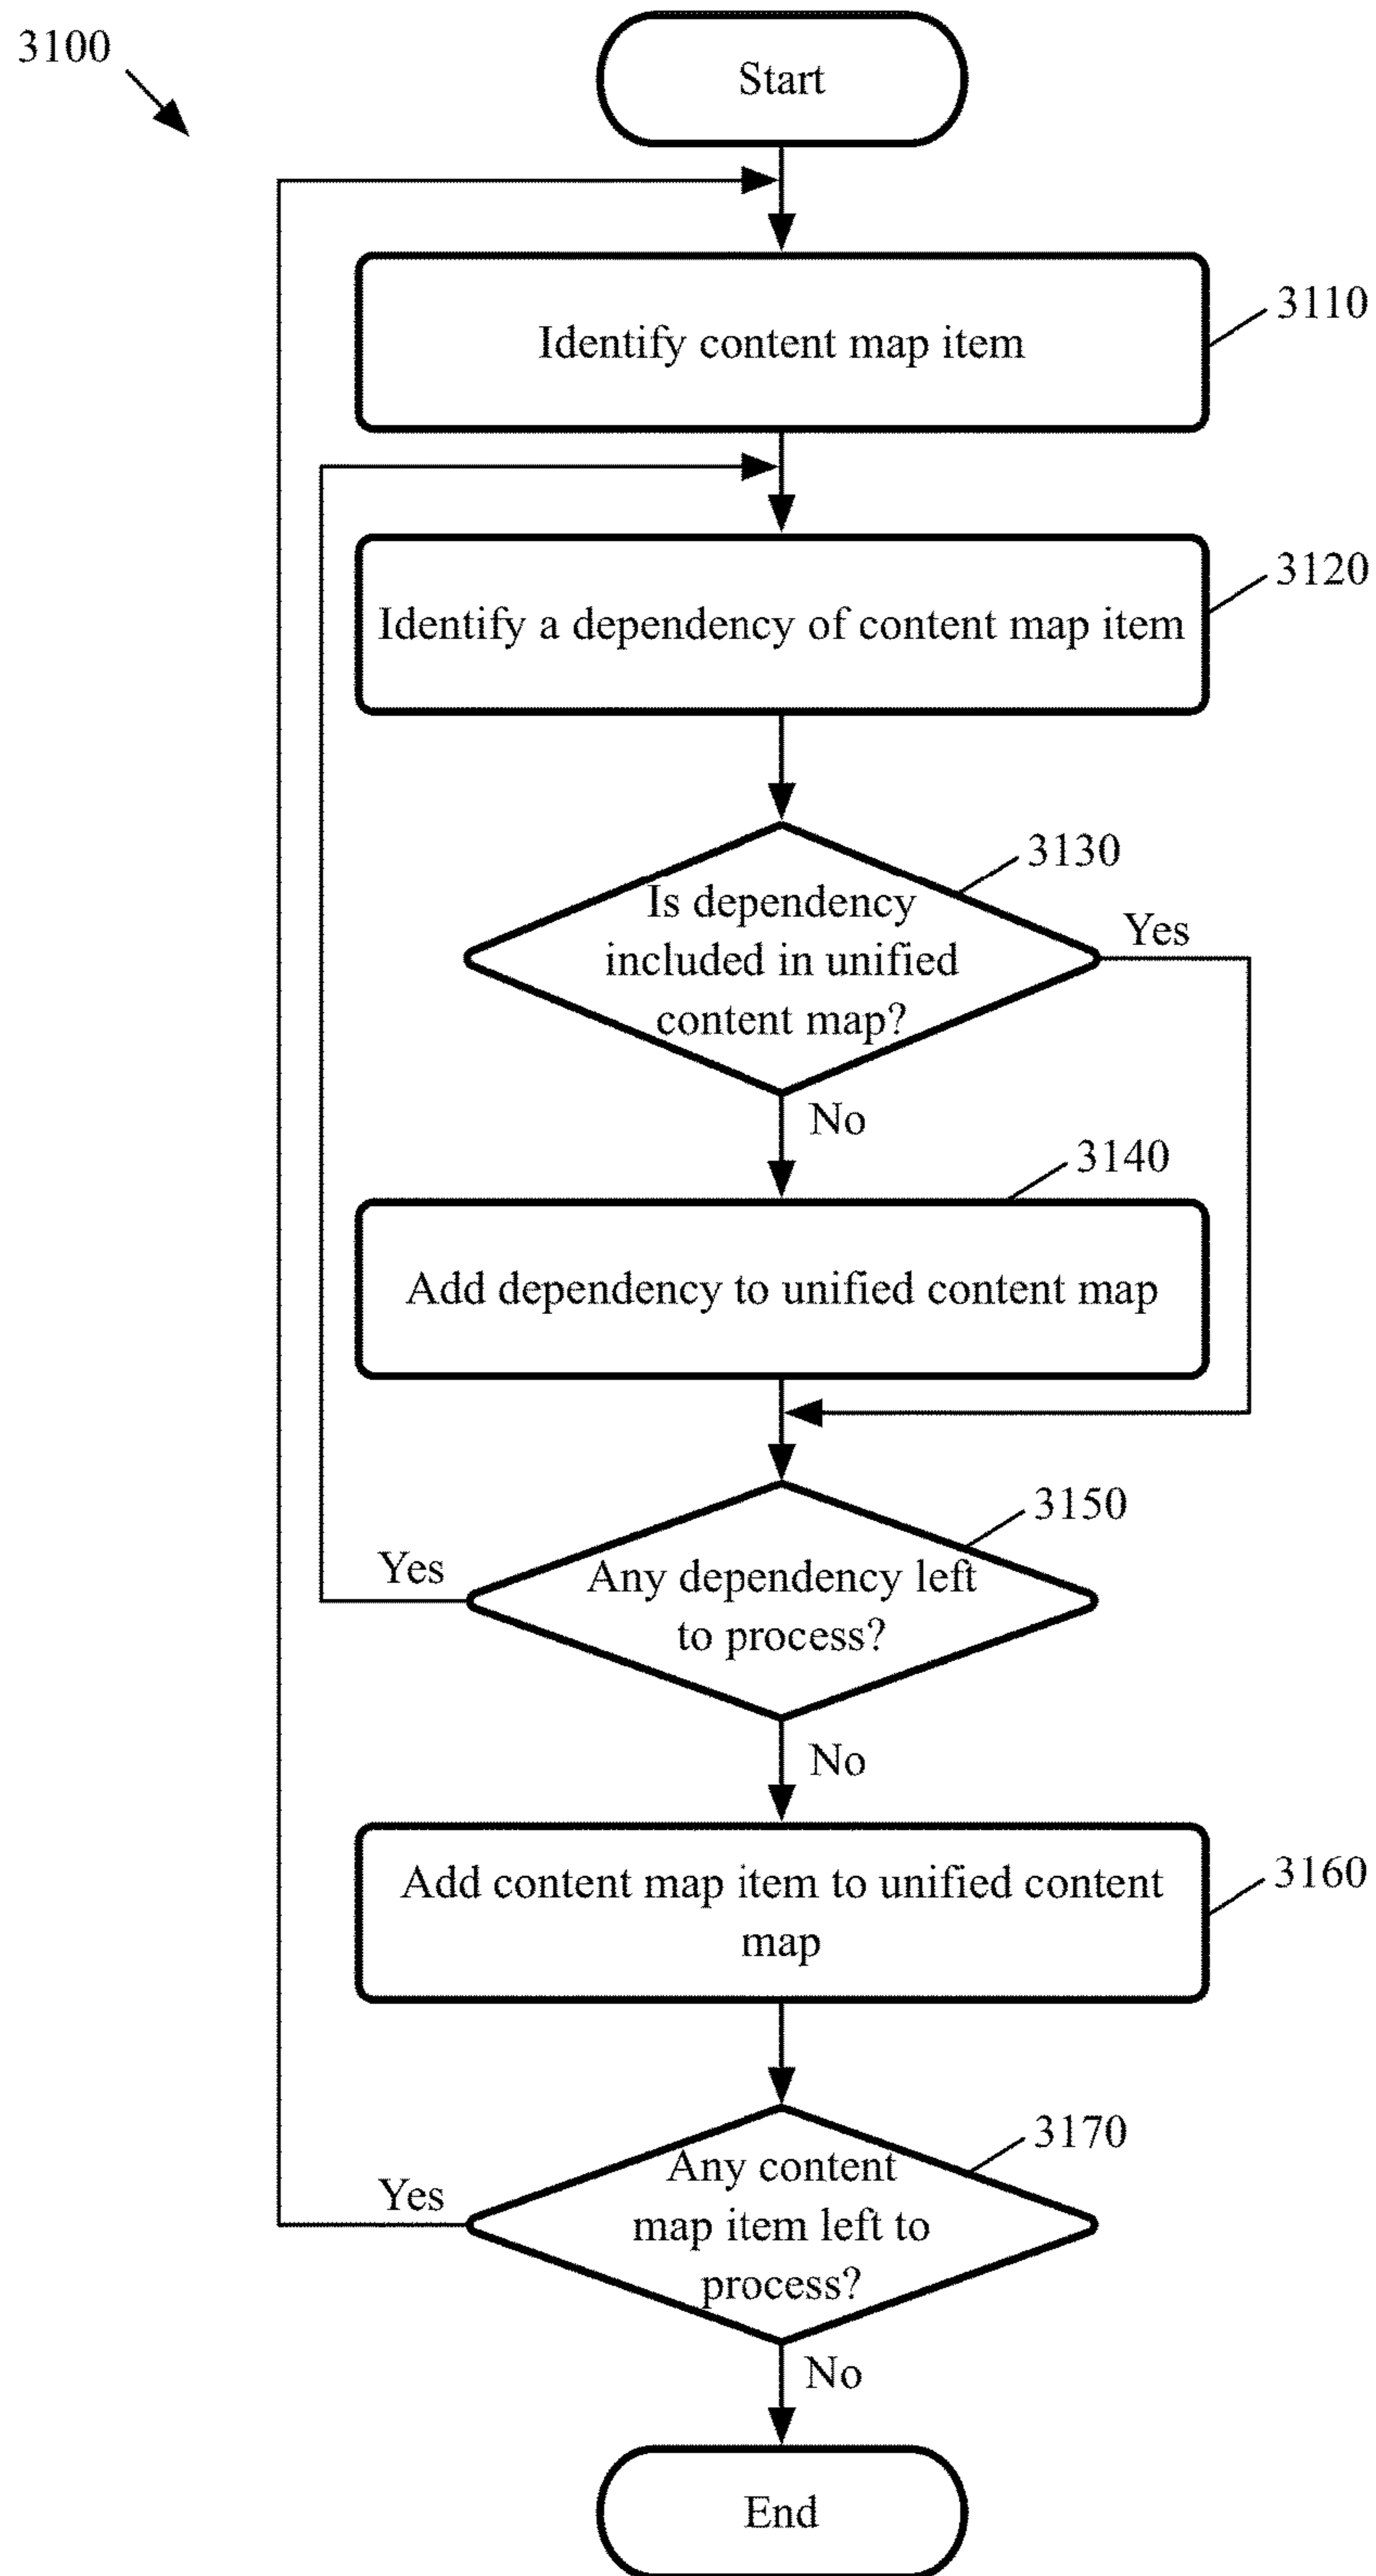 3100
Start
Identify content map item
3110
Identify a dependency of content map item
3120
3130
Is dependency
included in unified
content map?
Yes
No
3140
Add dependency to unified content map
3150
Any dependency left
to process?
Yes
No
Add content map item to unified content
map
3160
3170
Any content
map item left to
process?
Yes
No
End